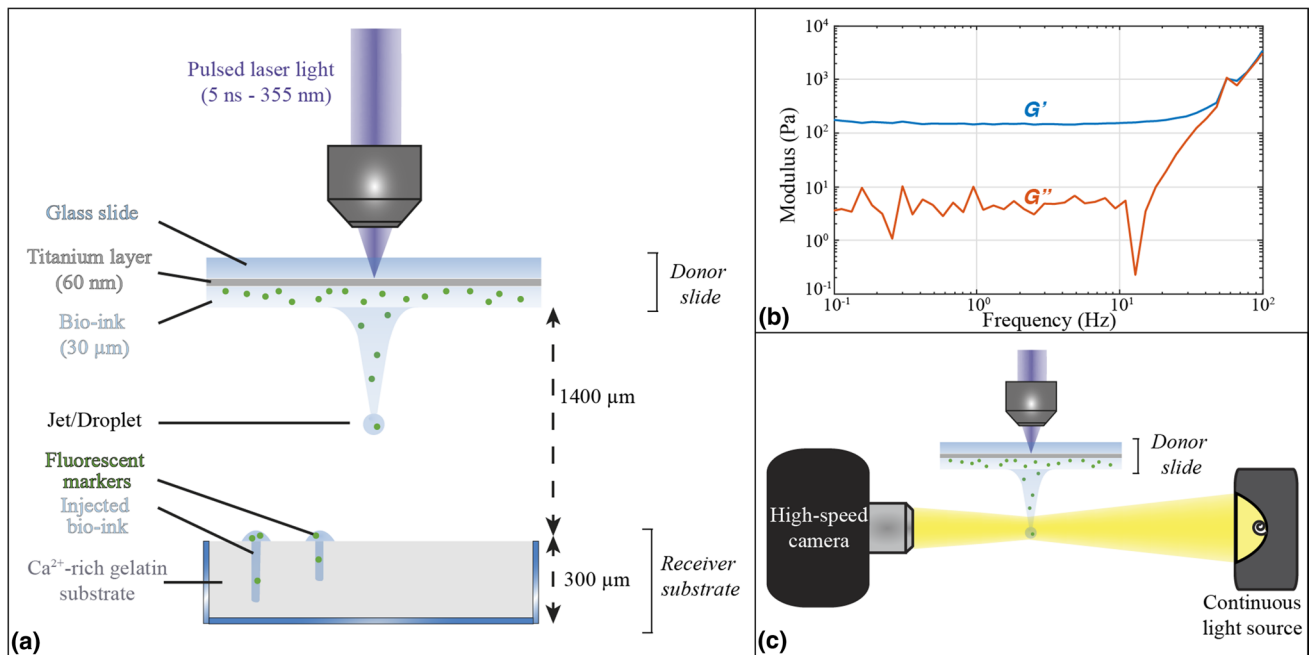 Pulsed laser light
(5 ns - 355 nm)
Glass slide
Titanium layer
(60 nm)
Bio-ink
(30 µm)
Donor
slide
1400 µm
Jet/Droplet
Fluorescent
markers
Injected
bio-ink
Ca²⁺-rich gelatin
substrate
300 µm
Receiver
substrate
(a)
10⁴
10³
10²
10¹
10⁰
10⁻¹
Modulus (Pa)
G'
G''
10⁻¹ 10⁰ 10¹ 10²
Frequency (Hz)
(b)
Donor
slide
High-speed
camera
Continuous
light source
(c)